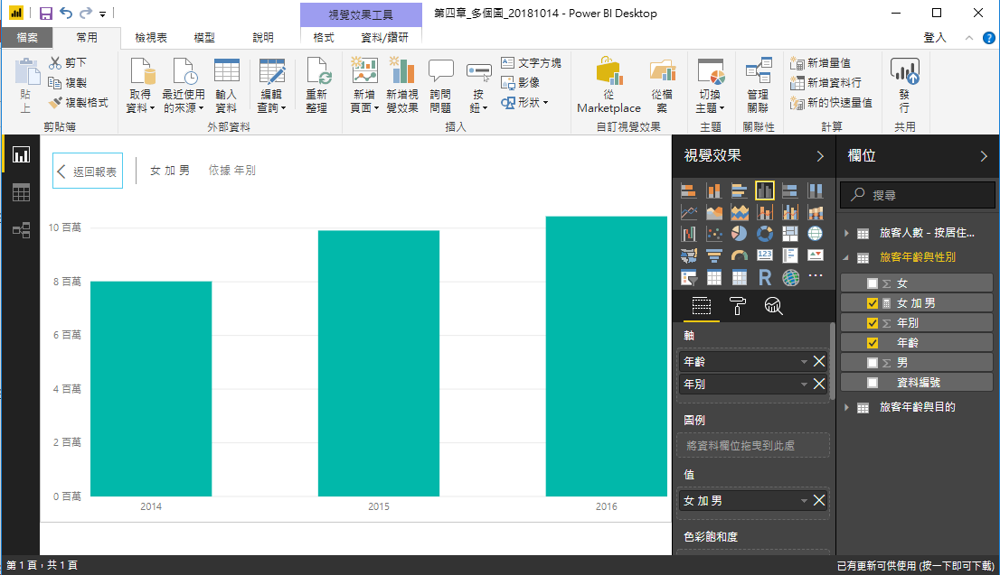 視覺效果工具
第四章_多個圖_20181014 - Power BI Desktop
檔案
常用
檢視表
模型
說明
格式
資料/鑽研
登入
?
貼上
剪下
複製
複製格式
剪貼簿
取得資料
最近使用的來源
輸入資料
編輯查詢
重新整理
外部資料
新增頁面
新增視覺效果
詢問問題
按鈕
文字方塊
影像
形狀
插入
從 Marketplace
從檔案
自訂視覺效果
切換主題
主題
管理關聯
關聯性
新增量值
新增資料行
新的快速量值
計算
發行
共用
返回報表
女 加 男
依據 年別
10 百萬
8 百萬
6 百萬
4 百萬
2 百萬
0 百萬
2014
2015
2016
視覺效果
123
R
軸
年齡
年別
圖例
將資料欄位拖曳到此處
值
女 加 男
色彩飽和度
欄位
搜尋
旅客人數 - 按居住...
旅客年齡與性別
Σ 女
女 加 男
Σ 年別
年齡
Σ 男
資料編號
旅客年齡與目的
第 1 頁，共 1 頁
已有更新可供使用 (按一下即可下載)